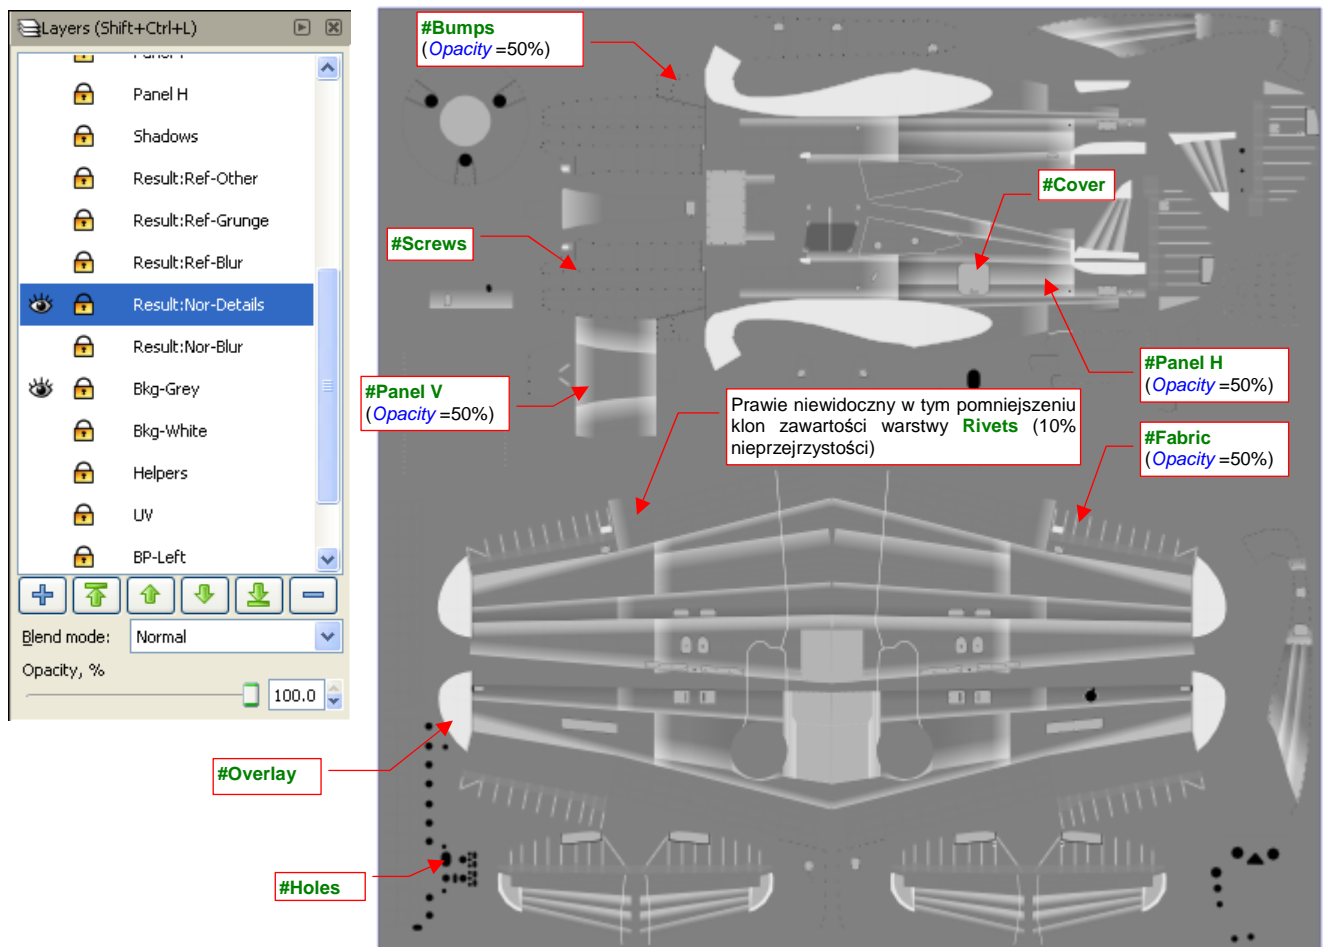 Layers (Shift+Ctrl+L)
Panel H
Shadows
Result:Ref-Other
Result:Ref-Grunge
Result:Ref-Blur
Result:Nor-Details
Result:Nor-Blur
Bkg-Grey
Bkg-White
Helpers
UV
BP-Left
Blend mode:
Normal
Opacity, %
100.0
#Bumps
(Opacity =50%)
#Cover
#Screws
#Panel V
(Opacity =50%)
#Panel H
(Opacity =50%)
Prawie niewidoczny w tym pomniejszeniu
klon zawartości warstwy Rivets (10%
nieprzejrzystości)
#Fabric
(Opacity =50%)
#Overlay
#Holes